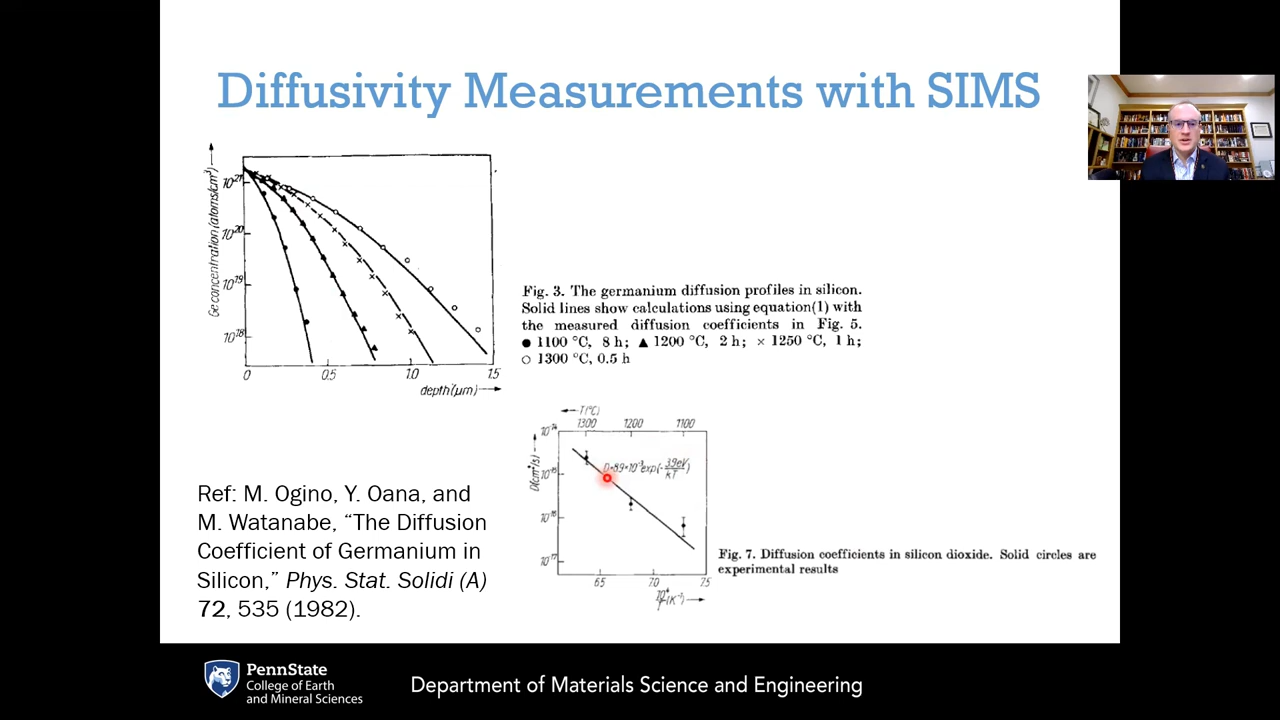 Diffusivity Measurements with SIMS
Ge concentration (atoms/cm³)
10²¹
10²⁰
10¹⁹
10¹⁸
0
0.5
1.0
1.5
depth (μm)
Fig. 3. The germanium diffusion profiles in silicon.
Solid lines show calculations using equation(1) with
the measured diffusion coefficients in Fig. 5.
● 1100 °C, 8 h; ▲ 1200 °C, 2 h; × 1250 °C, 1 h;
○ 1300 °C, 0.5 h
T(°C)
1300 1200 1100
D(cm²/s)
10⁻¹⁴
10⁻¹⁵
10⁻¹⁶
10⁻¹⁷
6.5 7.0 7.5
Fig. 7. Diffusion coefficients in silicon dioxide. Solid circles are
experimental results
Ref: M. Ogino, Y. Oana, and
M. Watanabe, “The Diffusion
Coefficient of Germanium in
Silicon,” Phys. Stat. Solidi (A)
72, 535 (1982).
PennState
College of Earth
and Mineral Sciences
Department of Materials Science and Engineering